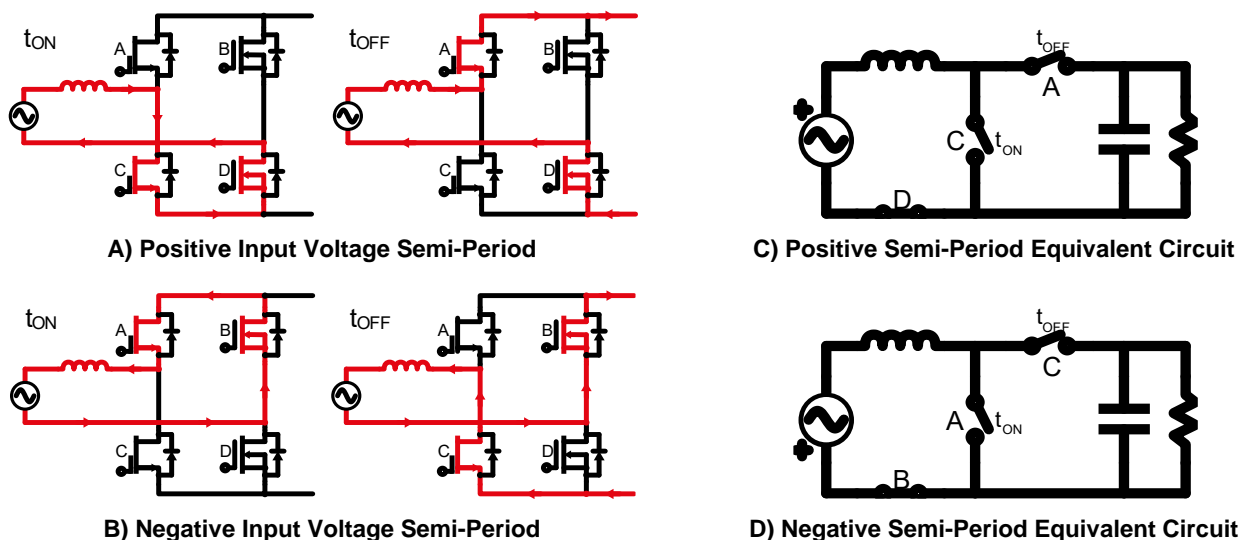 tON
A
B
C
D
tOFF
A
B
C
D
A) Positive Input Voltage Semi-Period
tOFF
A
C
tON
D
C) Positive Semi-Period Equivalent Circuit
tON
A
B
C
D
tOFF
A
B
C
D
B) Negative Input Voltage Semi-Period
tOFF
C
A
tON
B
D) Negative Semi-Period Equivalent Circuit